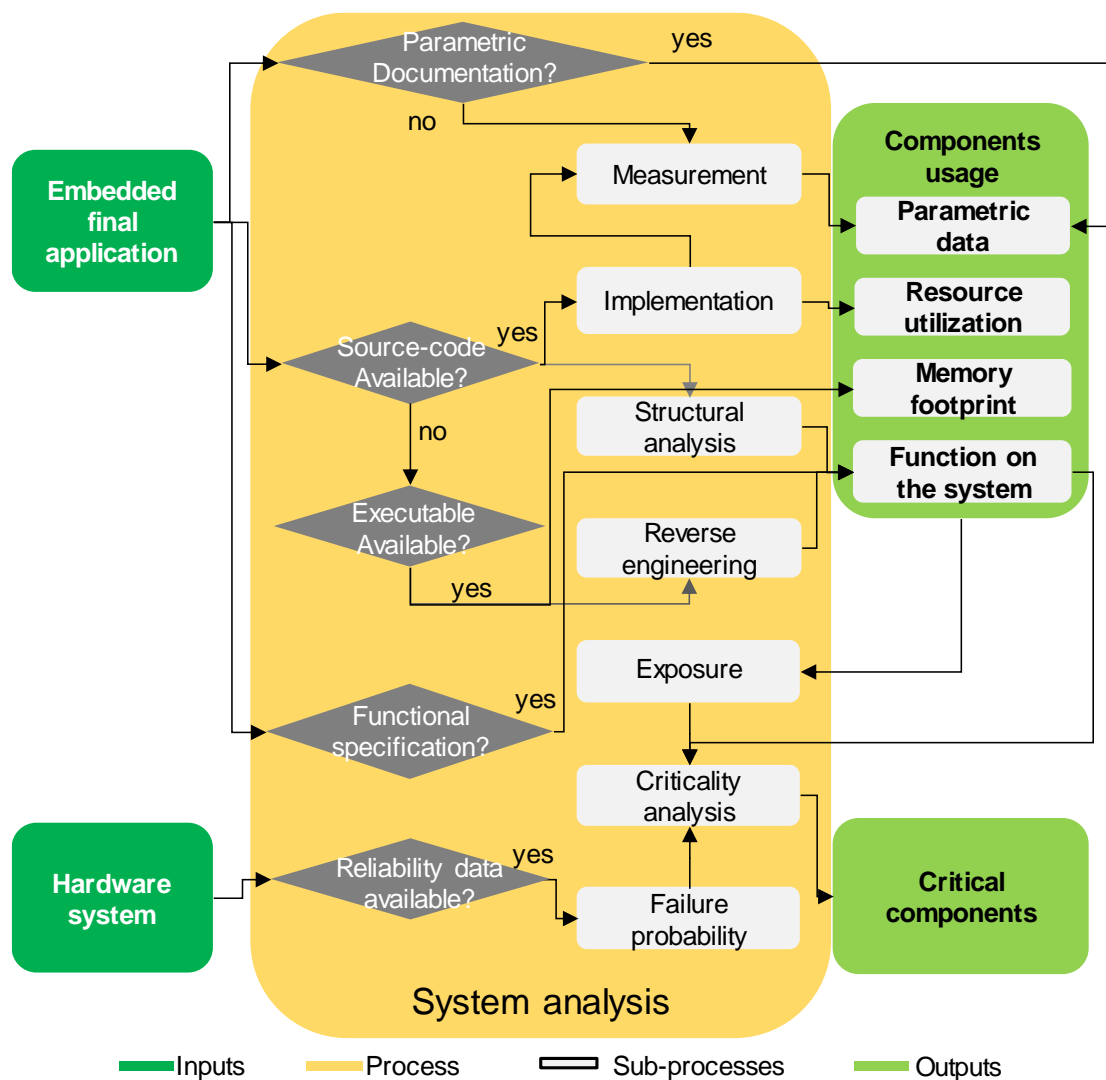 Parametric
Documentation?
yes
no
Components
usage
Embedded
final
application
Measurement
Parametric
data
Implementation
Resource
utilization
yes
Source-code
Available?
Memory
footprint
Structural
analysis
no
Function on
the system
Executable
Available?
Reverse
engineering
yes
Exposure
yes
Functional
specification?
Criticality
analysis
Hardware
system
yes
Reliability data
available?
Critical
components
Failure
probability
System analysis
Inputs
Process
Sub-processes
Outputs